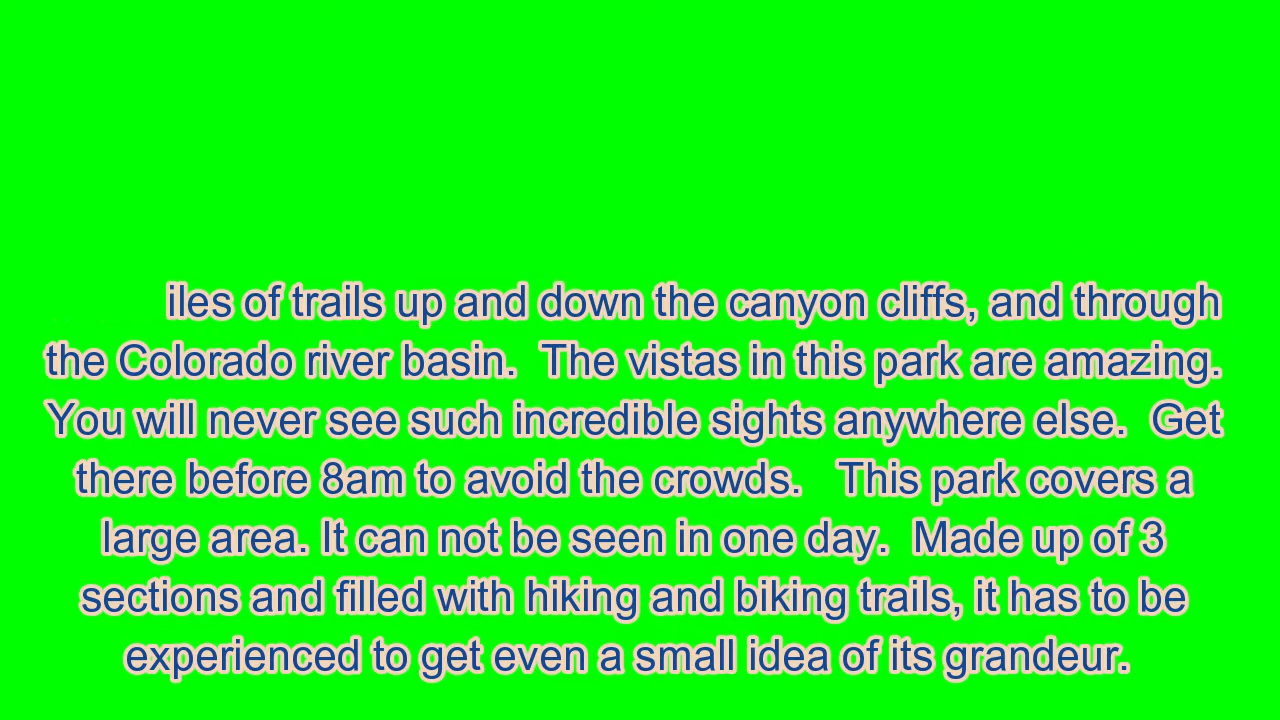 iles of trails up and down the canyon cliffs, and through
the Colorado river basin.  The vistas in this park are amazing.
You will never see such incredible sights anywhere else.  Get
there before 8am to avoid the crowds.   This park covers a
large area. It can not be seen in one day.  Made up of 3
sections and filled with hiking and biking trails, it has to be
experienced to get even a small idea of its grandeur.